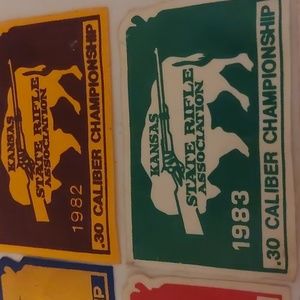 KANSAS
STATE RIFLE
ASSOCIATION
1982
.30 CALIBER CHAMPIONSHIP
KANSAS
STATE RIFLE
ASSOCIATION
1983
.30 CALIBER CHAMPIONSHIP